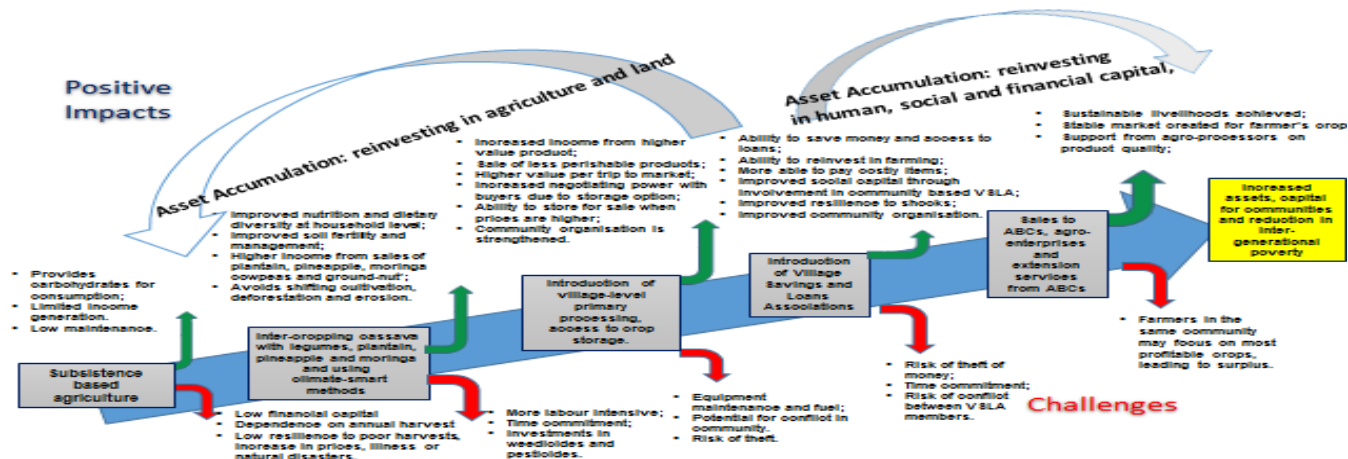 Positive
Impacts
Asset Accumulation: reinvesting in agriculture and land
Asset Accumulation: reinvesting
in human, social and financial capital,
• Provides
carbohydrates for
consumption;
• Limited income
generation.
• Low maintenance.
• Improved nutrition and dietary
diversity at household level;
• Improved soil fertility and
management;
• Higher income from sales of
plantain, pineapple, moringa
cowpeas and ground-nut';
• Avoids shifting cultivation,
deforestation and erosion.
• Increased income from higher
value product;
• Sale of less perishable products;
• Higher value per trip to market;
• Increased negotiating power with
buyers due to storage option;
• Ability to store for sale when
prices are higher;
• Community organisation is
strengthened.
• Ability to save money and access to
loans;
• Ability to reinvest in farming;
• More able to pay costly items;
• Improved social capital through
involvement in community based VSLA;
• Improved resilience to shocks;
• Improved community organisation.
• Sustainable livelihoods achieved;
• Stable market created for farmer's crop
• Support from agro-processors on
product quality;
Subsistence
based
agriculture
Inter-cropping cassava
with legumes, plantain,
pineapple and moringa
and using
climate-smart
methods
Introduction of
village-level
primary
processing,
access to crop
storage.
Introduction
of Village
Savings and
Loans
Associations
Sales to
ABCs, agro-
enterprises
and
extension
services
from ABCs
Increased
assets, capital
for communities
and reduction in
inter-
generational
poverty
• Low financial capital
• Dependence on annual harvest
• Low resilience to poor harvests,
increase in prices, illness or
natural disasters.
• More labour intensive;
• Time commitment;
• Investments in
weedicides and
pesticides.
• Equipment
maintenance and fuel;
• Potential for conflict in
community.
• Risk of theft.
• Risk of theft of
money;
• Time commitment;
• Risk of conflict
between VSLA
members.
• Farmers in the
same community
may focus on most
profitable crops,
leading to surplus.
Challenges